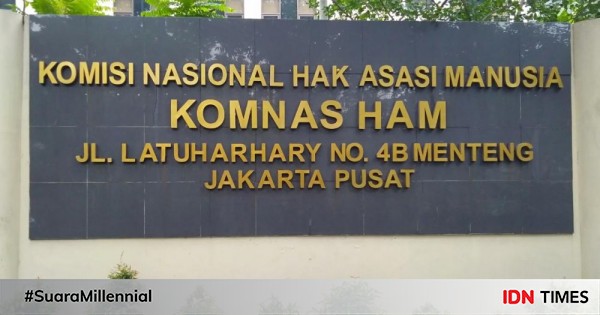 KOMISI NASIONAL HAK ASASI MANUSIA
KOMNAS HAM
JL. LATUHARHARY NO. 4B MENTENG
JAKARTA PUSAT
#SuaraMillennial
IDN TIMES